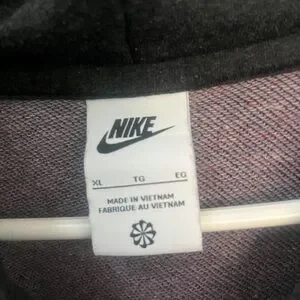 NIKE
XL TG EG
MADE IN VIETNAM
FABRIQUE AU VIETNAM